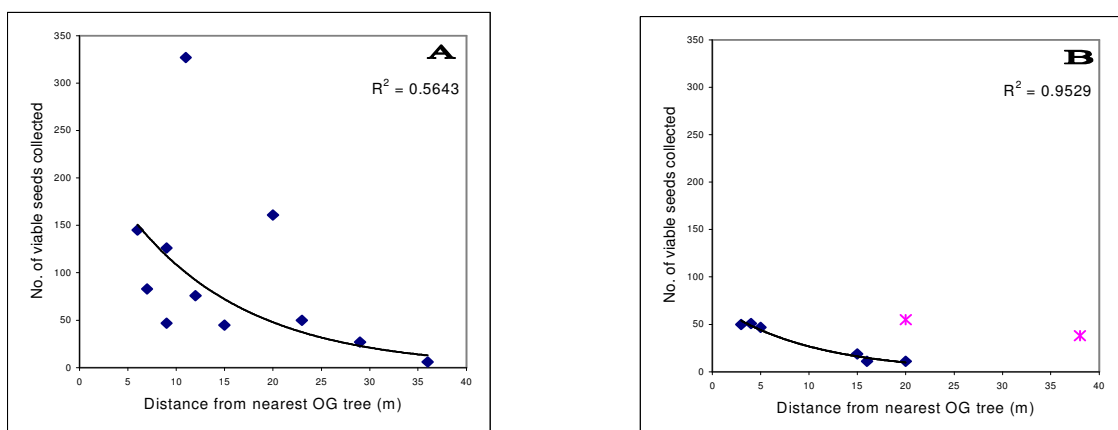 A
R² = 0.5643
350
300
250
200
150
100
50
0
No. of viable seeds collected
0 5 10 15 20 25 30 35 40
Distance from nearest OG tree (m)
B
R² = 0.9529
350
300
250
200
150
100
50
0
No. of viable seeds collected
0 5 10 15 20 25 30 35 40
Distance from nearest OG tree (m)